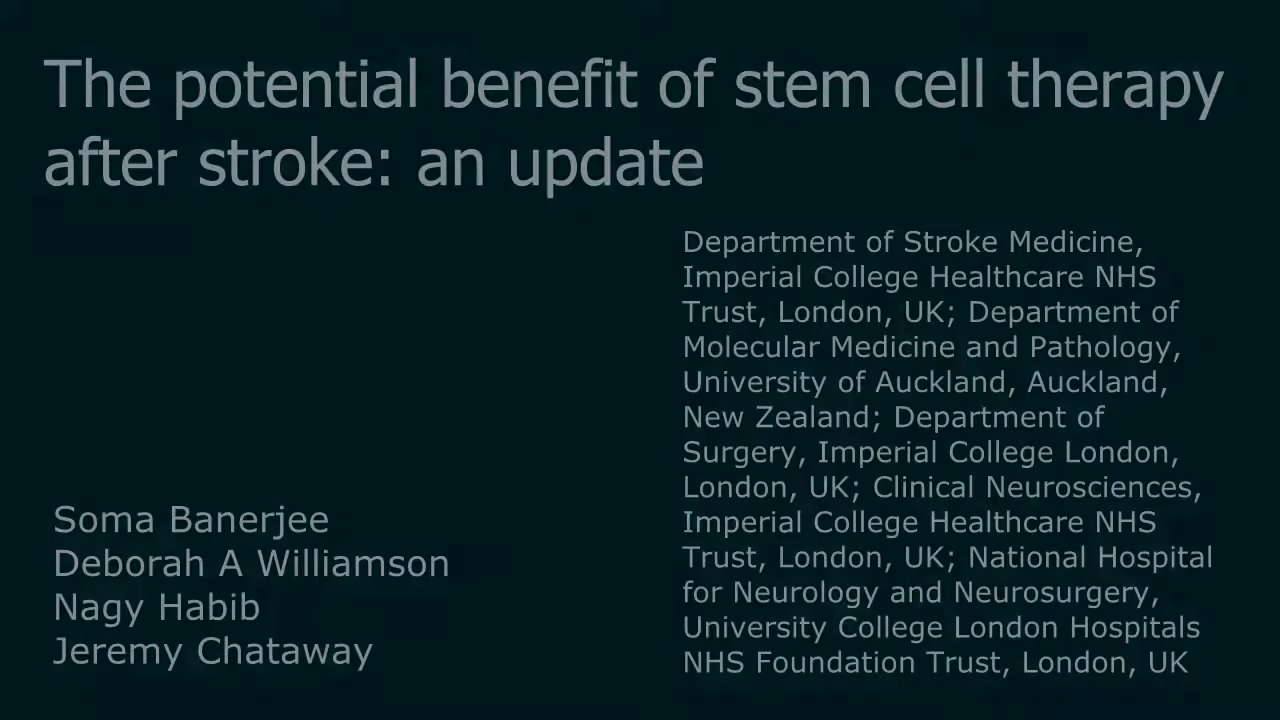 The potential benefit of stem cell therapy
after stroke: an update
Department of Stroke Medicine,
Imperial College Healthcare NHS
Trust, London, UK; Department of
Molecular Medicine and Pathology,
University of Auckland, Auckland,
New Zealand; Department of
Surgery, Imperial College London,
London, UK; Clinical Neurosciences,
Imperial College Healthcare NHS
Trust, London, UK; National Hospital
for Neurology and Neurosurgery,
University College London Hospitals
NHS Foundation Trust, London, UK
Soma Banerjee
Deborah A Williamson
Nagy Habib
Jeremy Chataway